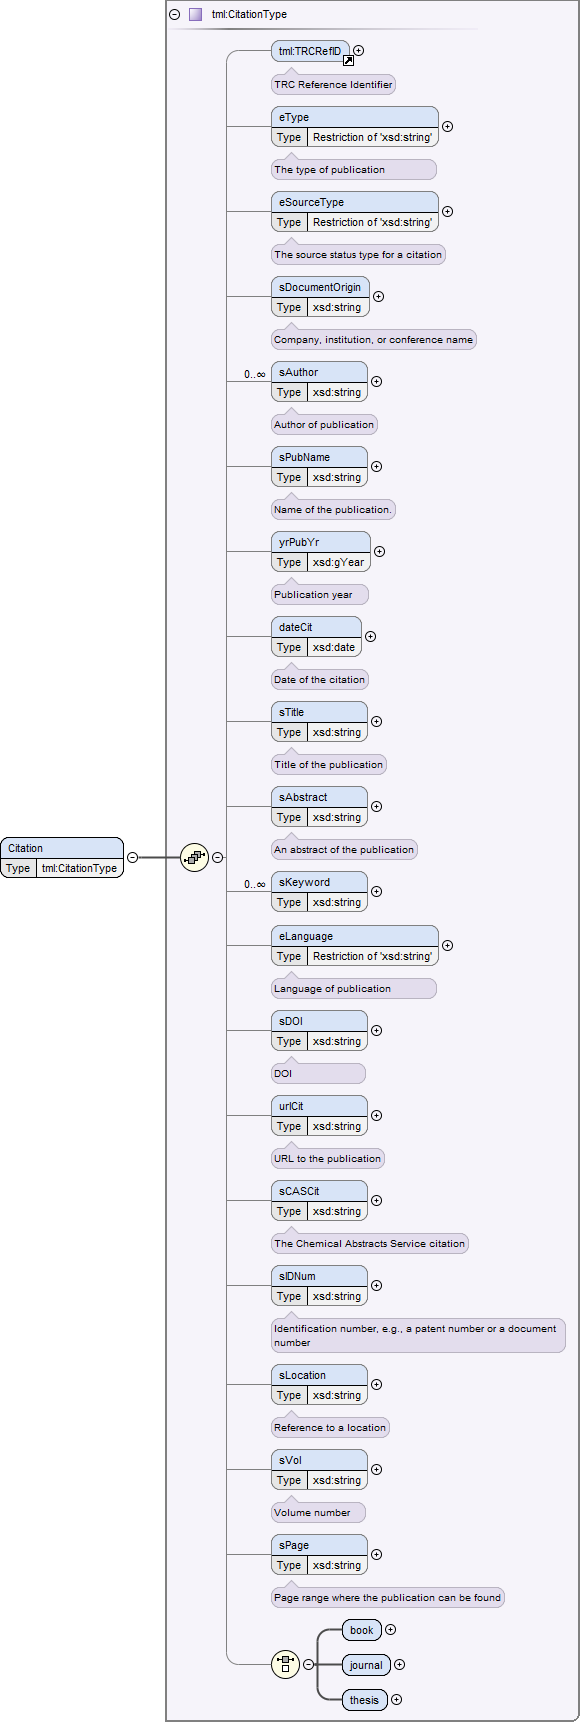 tml:CitationType
tml:TRCRefID
TRC Reference Identifier
eType
Type Restriction of 'xsd:string'
The type of publication
eSourceType
Type Restriction of 'xsd:string'
The source status type for a citation
sDocumentOrigin
Type xsd:string
Company, institution, or conference name
0..∞
sAuthor
Type xsd:string
Author of publication
sPubName
Type xsd:string
Name of the publication.
yrPubYr
Type xsd:gYear
Publication year
dateCit
Type xsd:date
Date of the citation
sTitle
Type xsd:string
Title of the publication
sAbstract
Type xsd:string
An abstract of the publication
Citation
Type tml:CitationType
0..∞
sKeyword
Type xsd:string
eLanguage
Type Restriction of 'xsd:string'
Language of publication
sDOI
Type xsd:string
DOI
urlCit
Type xsd:string
URL to the publication
sCASCit
Type xsd:string
The Chemical Abstracts Service citation
sIDNum
Type xsd:string
Identification number, e.g., a patent number or a document
number
sLocation
Type xsd:string
Reference to a location
sVol
Type xsd:string
Volume number
sPage
Type xsd:string
Page range where the publication can be found
book
journal
thesis